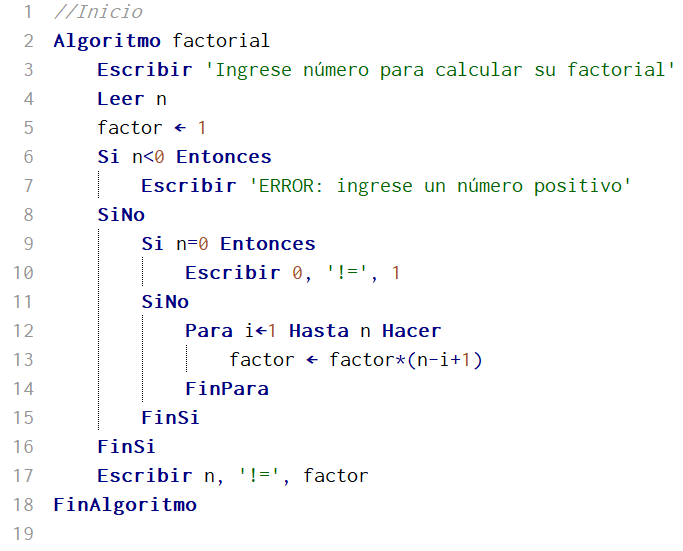 1 //Inicio
2 Algoritmo factorial
3 Escribir 'Ingrese número para calcular su factorial'
4 Leer n
5 factor ← 1
6 Si n<0 Entonces
7 Escribir 'ERROR: ingrese un número positivo'
8 SiNo
9 Si n=0 Entonces
10 Escribir 0, '!=', 1
11 SiNo
12 Para i←1 Hasta n Hacer
13 factor ← factor*(n-i+1)
14 FinPara
15 FinSi
16 FinSi
17 Escribir n, '!=', factor
18 FinAlgoritmo
19